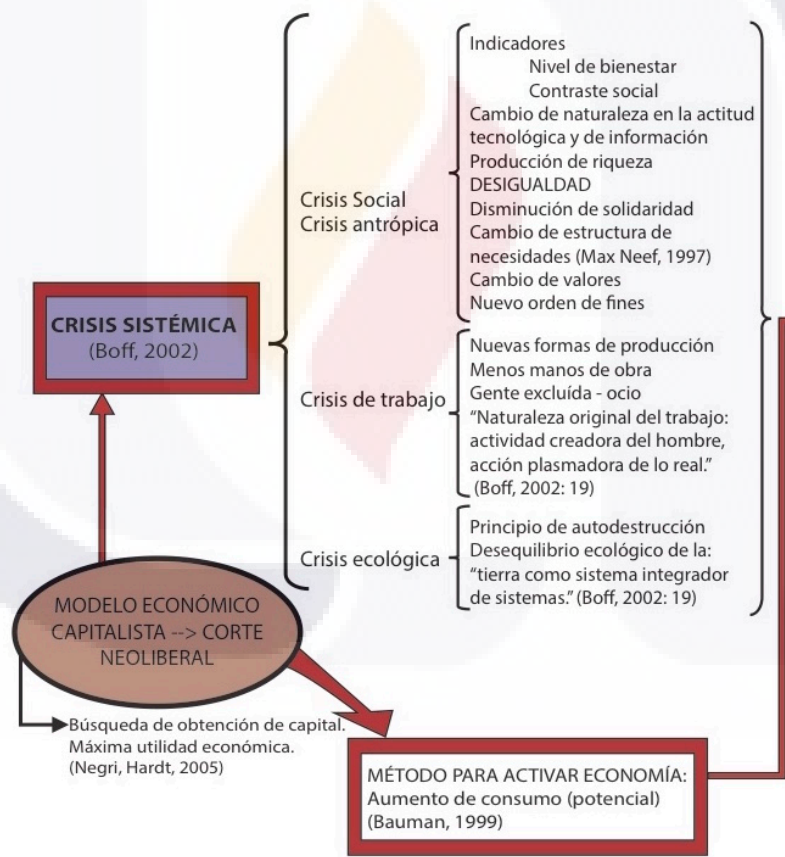 CRISIS SISTÉMICA
(Boff, 2002)
Crisis Social
Crisis antrópica
Indicadores
Nivel de bienestar
Contraste social
Cambio de naturaleza en la actitud
tecnológica y de información
Producción de riqueza
DESIGUALDAD
Disminución de solidaridad
Cambio de estructura de
necesidades (Max Neef, 1997)
Cambio de valores
Nuevo orden de fines
Crisis de trabajo
Nuevas formas de producción
Menos manos de obra
Gente excluída - ocio
“Naturaleza original del trabajo:
actividad creadora del hombre,
acción plasmadora de lo real.”
(Boff, 2002: 19)
Crisis ecológica
Principio de autodestrucción
Desequilibrio ecológico de la:
“tierra como sistema integrador
de sistemas.” (Boff, 2002: 19)
MODELO ECONÓMICO
CAPITALISTA --> CORTE
NEOLIBERAL
Búsqueda de obtención de capital.
Máxima utilidad económica.
(Negri, Hardt, 2005)
MÉTODO PARA ACTIVAR ECONOMÍA:
Aumento de consumo (potencial)
(Bauman, 1999)